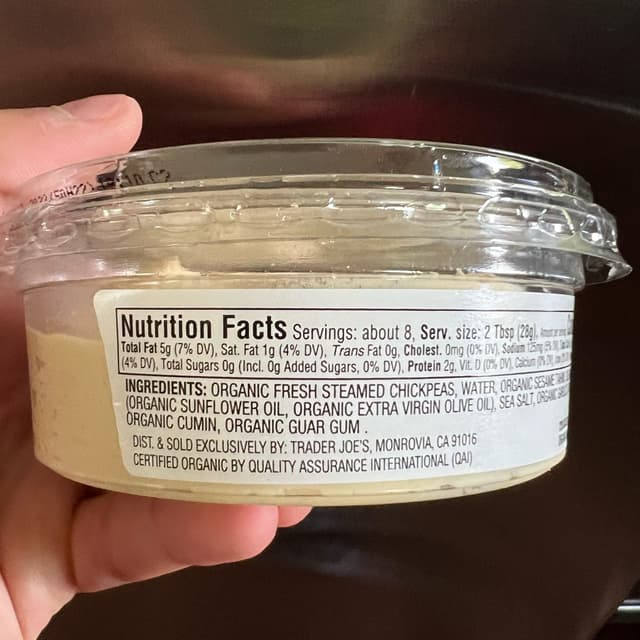 Nutrition Facts Servings: about 8, Serv. size: 2 Tbsp (28g),
Total Fat 5g (7% DV), Sat. Fat 1g (4% DV), Trans Fat 0g, Cholest. 0mg (0% DV), Sodium
(4% DV), Total Sugars 0g (Incl. 0g Added Sugars, 0% DV), Protein 2g, Vit. D (0% DV), Calcium
INGREDIENTS: ORGANIC FRESH STEAMED CHICKPEAS, WATER, ORGANIC SESAME
(ORGANIC SUNFLOWER OIL, ORGANIC EXTRA VIRGIN OLIVE OIL), SEA SALT, ORGANIC
ORGANIC CUMIN, ORGANIC GUAR GUM .
DIST. & SOLD EXCLUSIVELY BY: TRADER JOE'S, MONROVIA, CA 91016
CERTIFIED ORGANIC BY QUALITY ASSURANCE INTERNATIONAL (QAI)